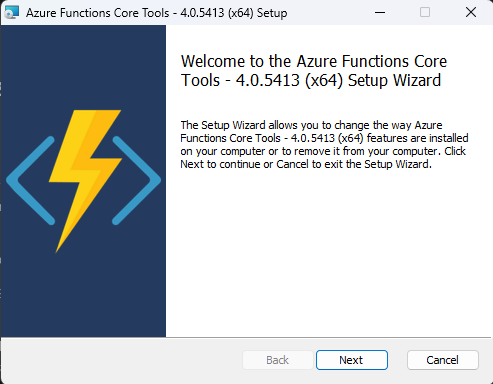 Azure Functions Core Tools - 4.0.5413 (x64) Setup
Welcome to the Azure Functions Core
Tools - 4.0.5413 (x64) Setup Wizard
The Setup Wizard allows you to change the way Azure
Functions Core Tools - 4.0.5413 (x64) features are installed
on your computer or to remove it from your computer. Click
Next to continue or Cancel to exit the Setup Wizard.
Back
Next
Cancel